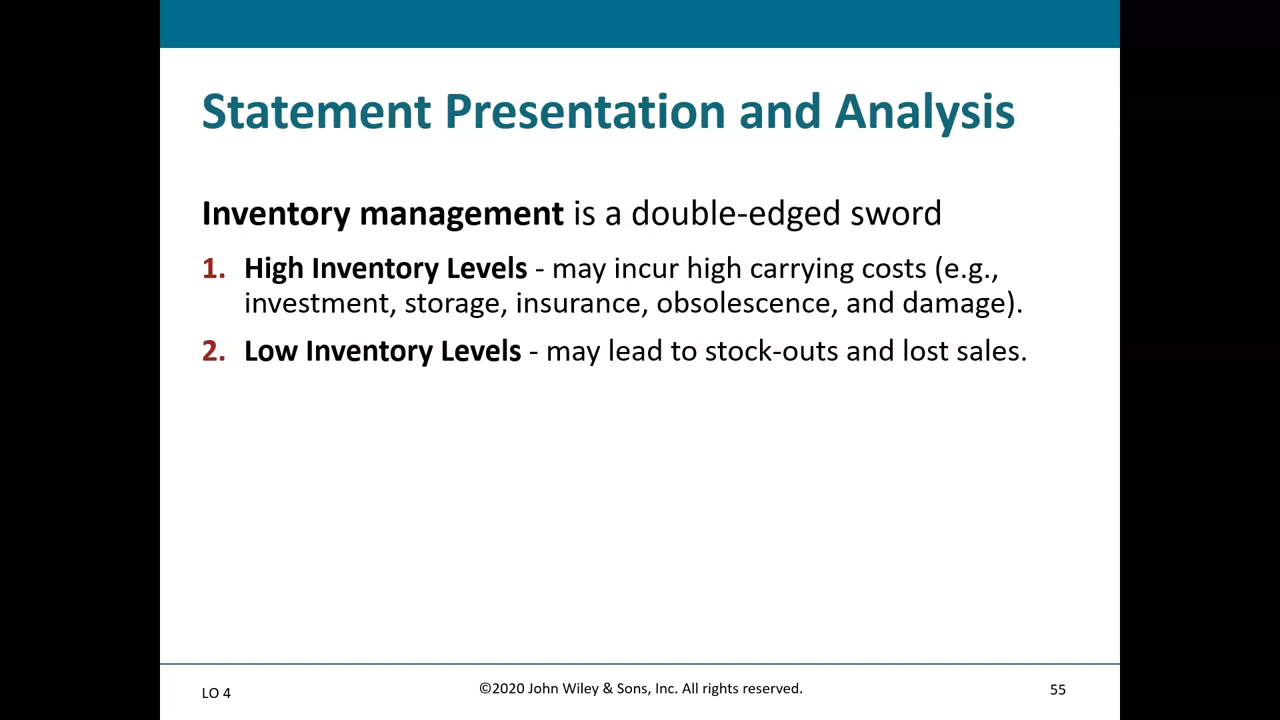 Statement Presentation and Analysis
Inventory management is a double-edged sword
1. High Inventory Levels - may incur high carrying costs (e.g.,
investment, storage, insurance, obsolescence, and damage).
2. Low Inventory Levels - may lead to stock-outs and lost sales.
LO 4
©2020 John Wiley & Sons, Inc. All rights reserved.
55